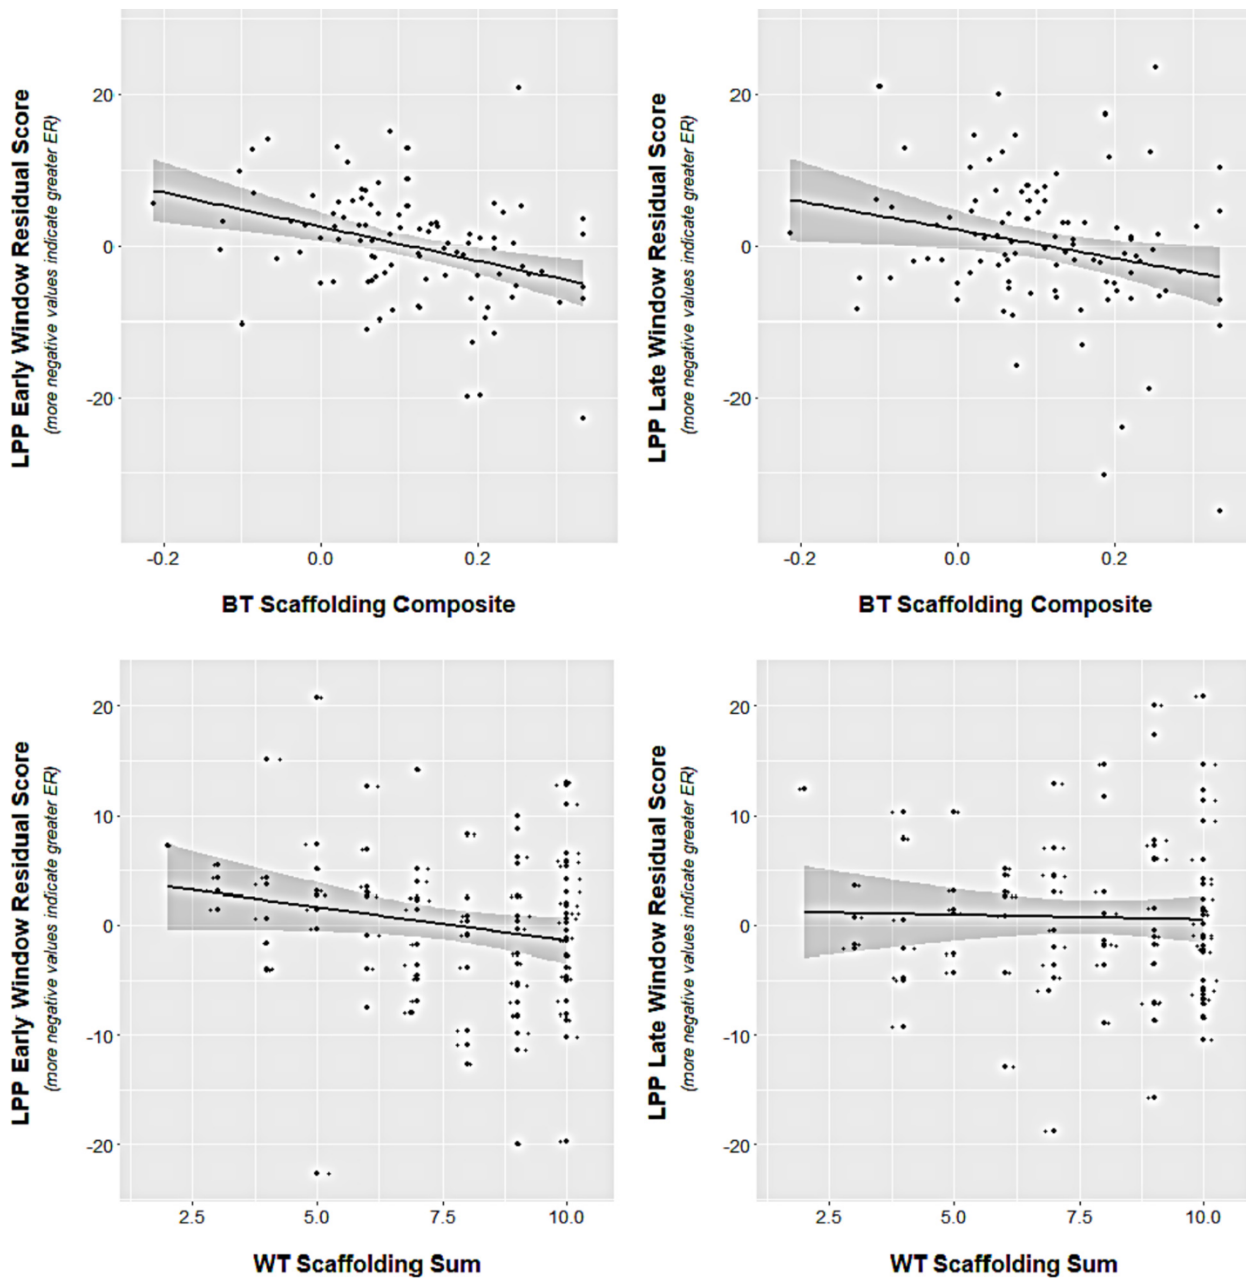 LPP Early Window Residual Score
(more negative values indicate greater ER)
20
0
-20
-0.2 0.0 0.2
BT Scaffolding Composite
LPP Late Window Residual Score
(more negative values indicate greater ER)
20
0
-20
-0.2 0.0 0.2
BT Scaffolding Composite
LPP Early Window Residual Score
(more negative values indicate greater ER)
20
10
0
-10
-20
2.5 5.0 7.5 10.0
WT Scaffolding Sum
LPP Late Window Residual Score
(more negative values indicate greater ER)
20
10
0
-10
-20
2.5 5.0 7.5 10.0
WT Scaffolding Sum